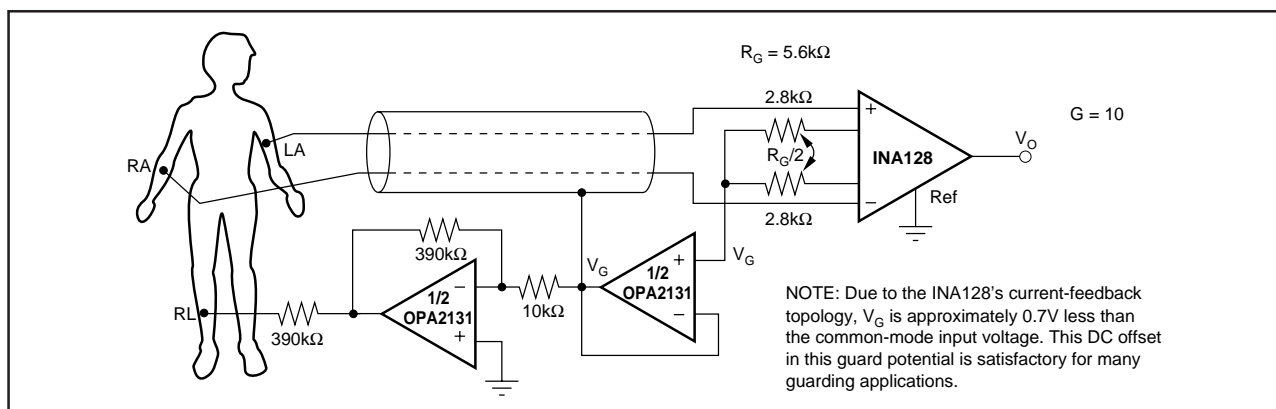 R_G = 5.6kΩ
2.8kΩ
G = 10
LA
RA
+
V_O
INA128
R_G/2
–
Ref
2.8kΩ
390kΩ
V_G
+
V_G
1/2
OPA2131
–
10kΩ
–
1/2
OPA2131
+
RL
390kΩ
NOTE: Due to the INA128's current-feedback
topology, V_G is approximately 0.7V less than
the common-mode input voltage. This DC offset
in this guard potential is satisfactory for many
guarding applications.